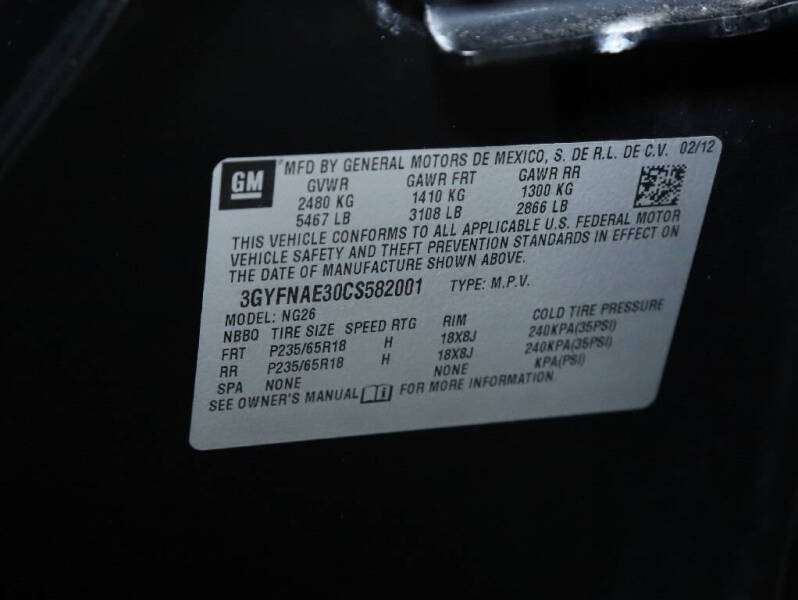 GM MFD BY GENERAL MOTORS DE MEXICO, S. DE R.L. DE C.V. 02/12
GVWR GAWR FRT GAWR RR
2480 KG 1410 KG 1300 KG
5467 LB 3108 LB 2866 LB
THIS VEHICLE CONFORMS TO ALL APPLICABLE U.S. FEDERAL MOTOR
VEHICLE SAFETY AND THEFT PREVENTION STANDARDS IN EFFECT ON
THE DATE OF MANUFACTURE SHOWN ABOVE.
3GYFNAE30CS582001 TYPE: M.P.V.
MODEL: NG26
NBBQ TIRE SIZE SPEED RTG RIM COLD TIRE PRESSURE
FRT P235/65R18 H 18X8J 240KPA(35PSI)
RR P235/65R18 H 18X8J 240KPA(35PSI)
SPA NONE NONE KPA(PSI)
SEE OWNER'S MANUAL FOR MORE INFORMATION.